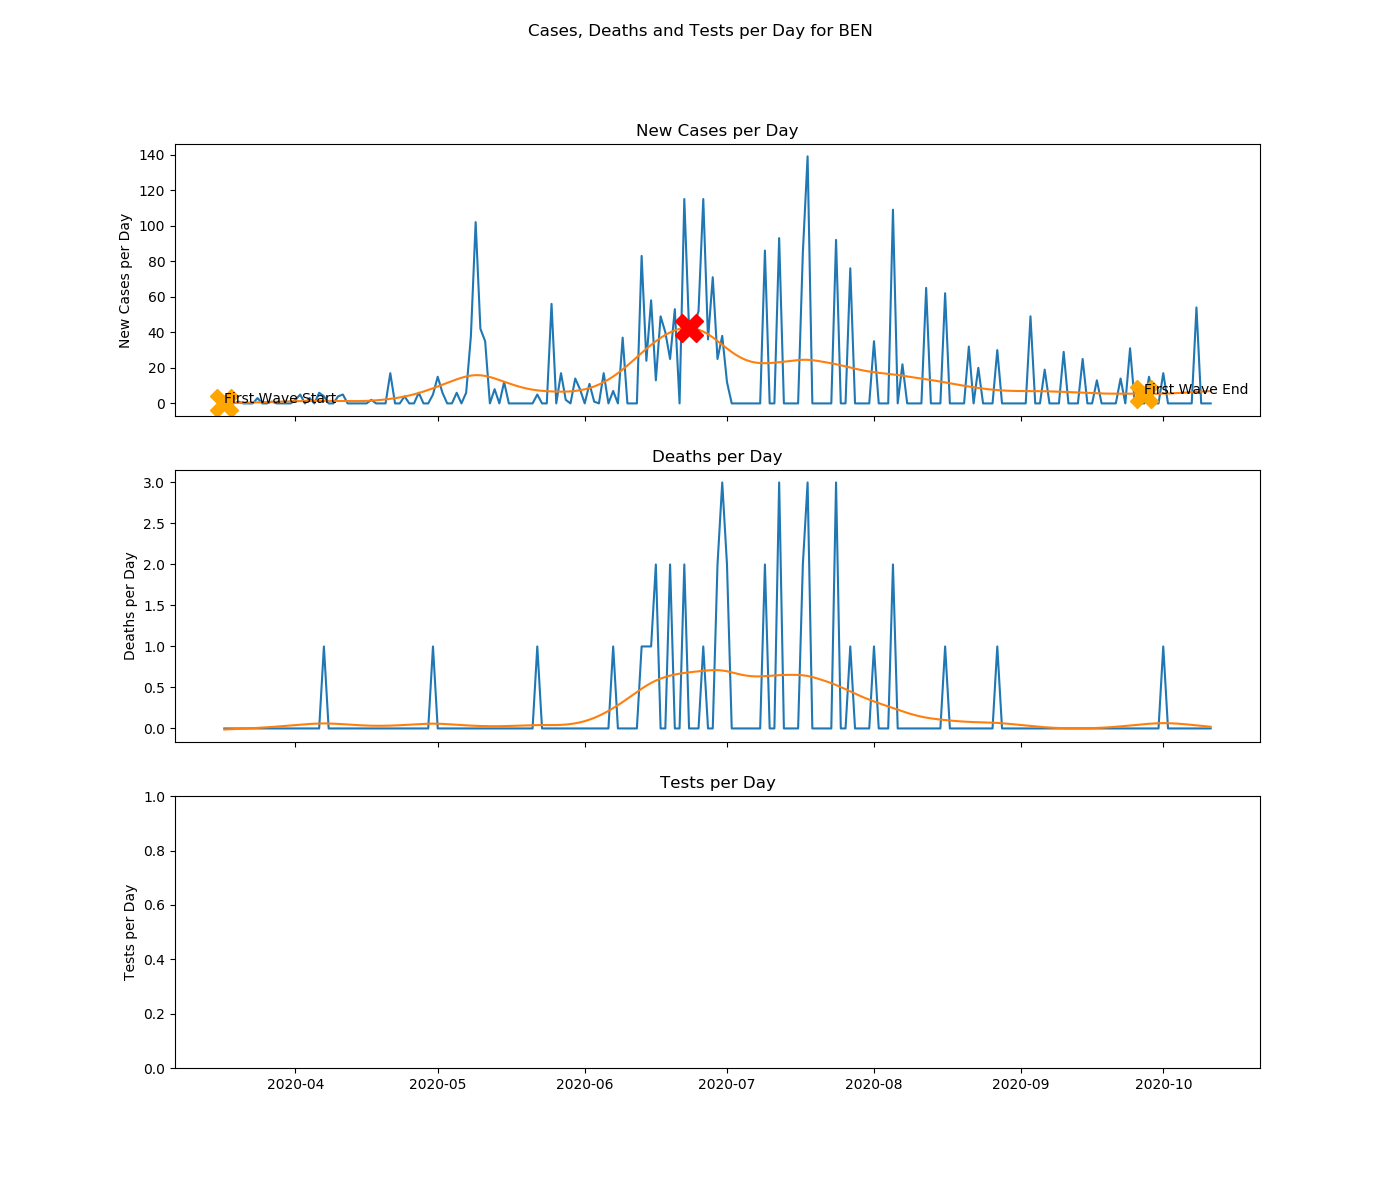 Cases, Deaths and Tests per Day for BEN
New Cases per Day
New Cases per Day
140
120
100
80
60
40
20
0
First Wave Start
First Wave End
Deaths per Day
Deaths per Day
3.0
2.5
2.0
1.5
1.0
0.5
0.0
Tests per Day
Tests per Day
1.0
0.8
0.6
0.4
0.2
0.0
2020-04 2020-05 2020-06 2020-07 2020-08 2020-09 2020-10